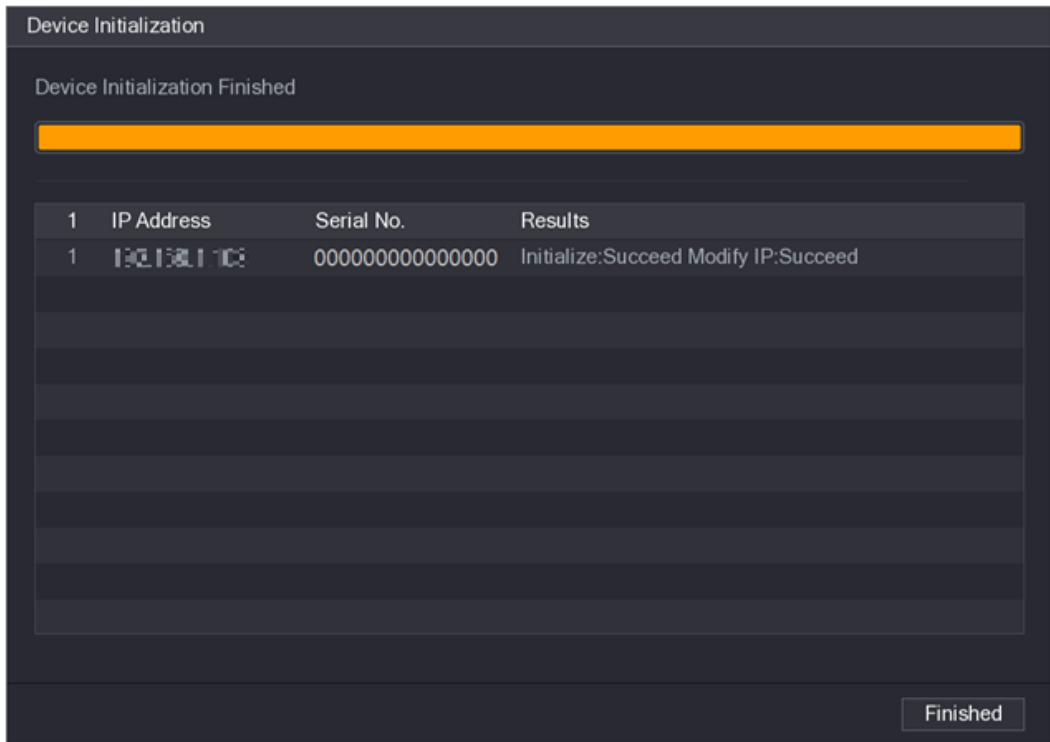 Device Initialization
Device Initialization Finished
1 IP Address Serial No. Results
1 000000000000000 Initialize:Succeed Modify IP:Succeed
Finished